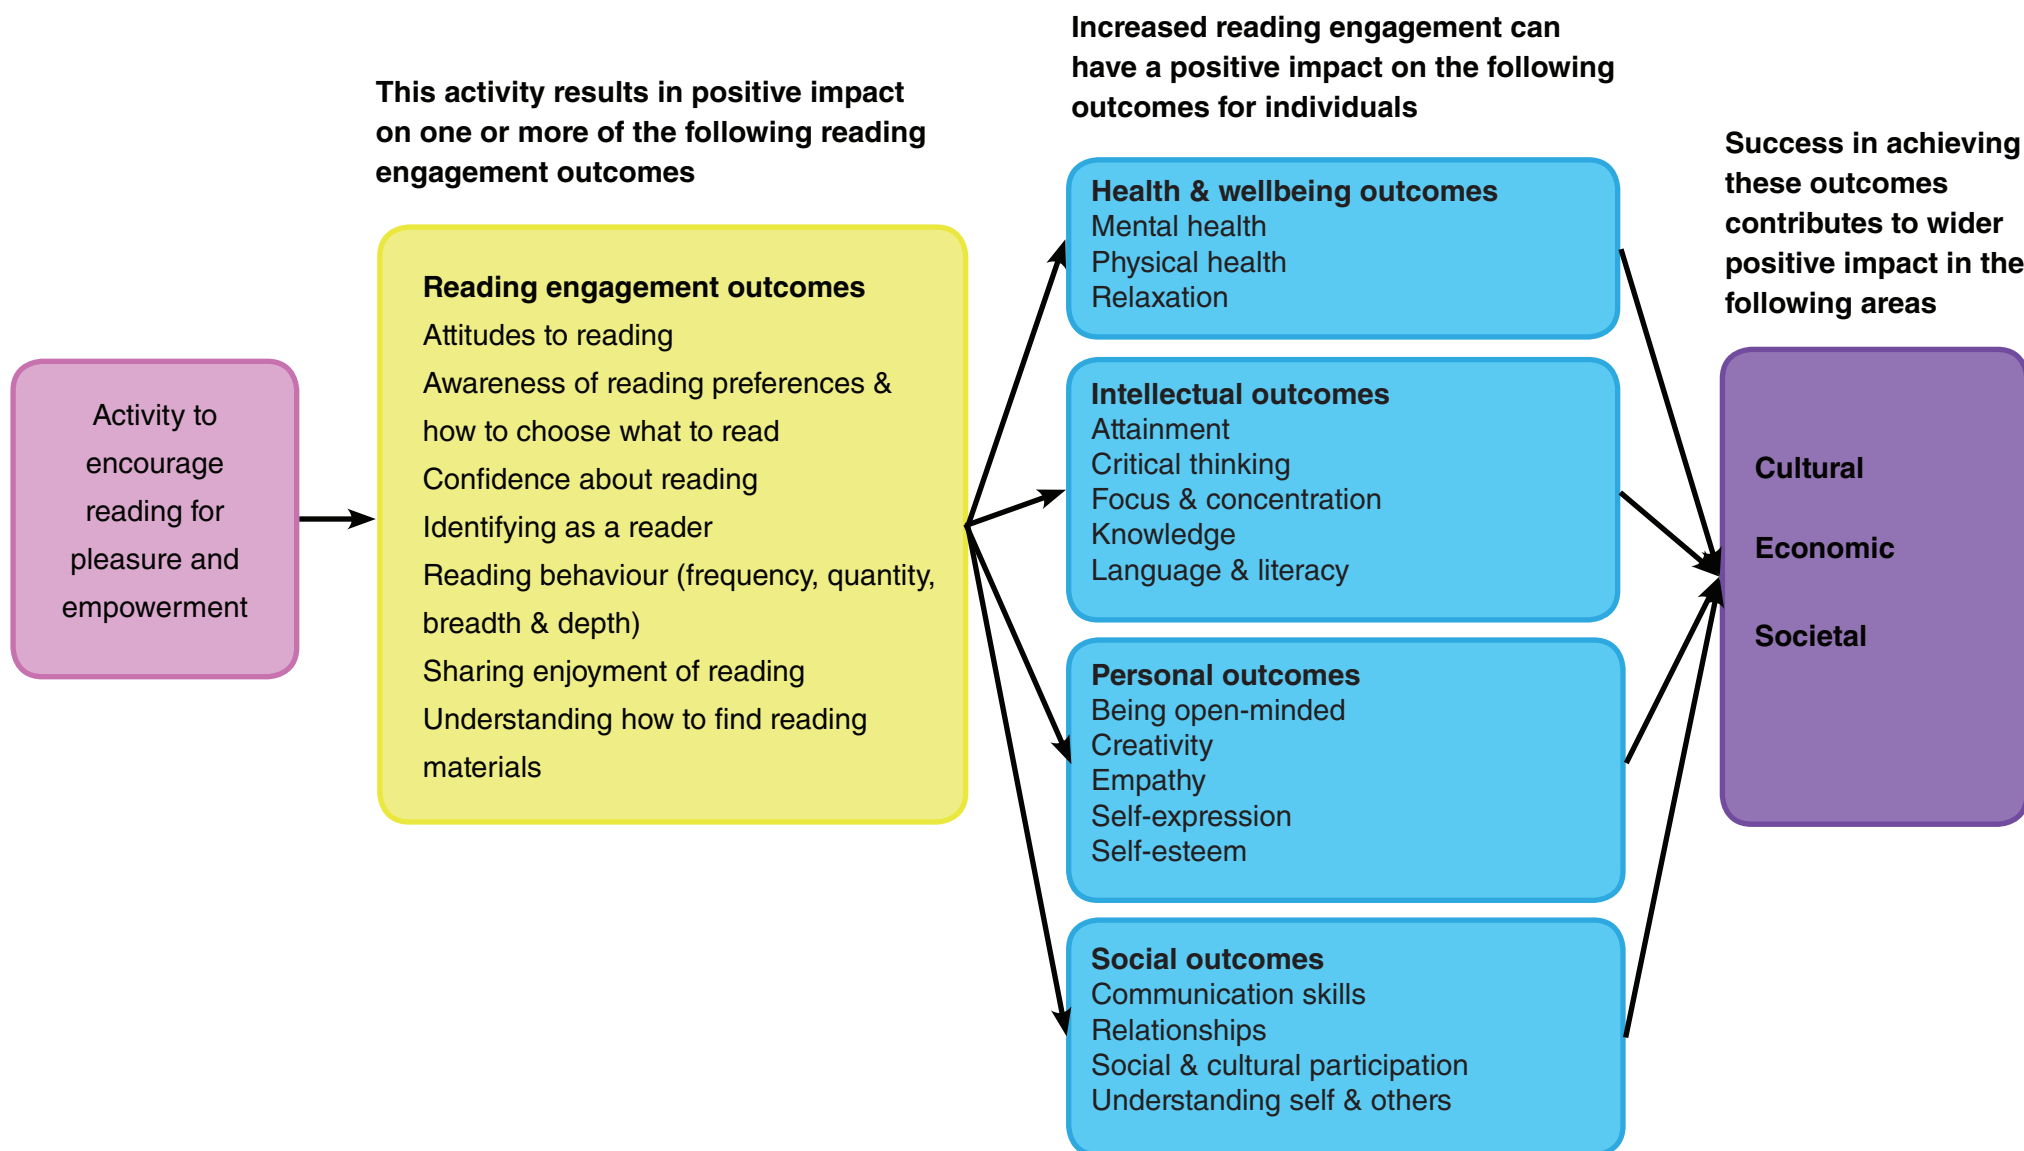 Activity to
encourage
reading for
pleasure and
empowerment
This activity results in positive impact
on one or more of the following reading
engagement outcomes
Reading engagement outcomes
Attitudes to reading
Awareness of reading preferences &
how to choose what to read
Confidence about reading
Identifying as a reader
Reading behaviour (frequency, quantity,
breadth & depth)
Sharing enjoyment of reading
Understanding how to find reading
materials
Increased reading engagement can
have a positive impact on the following
outcomes for individuals
Health & wellbeing outcomes
Mental health
Physical health
Relaxation
Intellectual outcomes
Attainment
Critical thinking
Focus & concentration
Knowledge
Language & literacy
Personal outcomes
Being open-minded
Creativity
Empathy
Self-expression
Self-esteem
Social outcomes
Communication skills
Relationships
Social & cultural participation
Understanding self & others
Success in achieving
these outcomes
contributes to wider
positive impact in the
following areas
Cultural
Economic
Societal